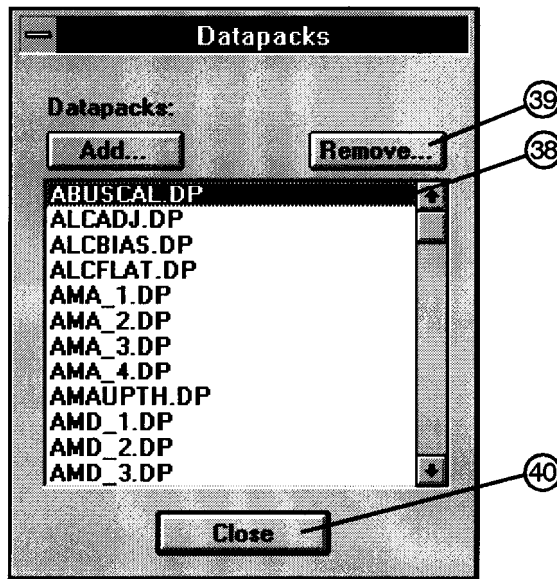 Datapacks
Datapacks:
Add...
Remove...
39
38
ABUSCAL.DP
ALCADJ.DP
ALCBIAS.DP
ALCFLAT.DP
AMA_1.DP
AMA_2.DP
AMA_3.DP
AMA_4.DP
AMAUPTH.DP
AMD_1.DP
AMD_2.DP
AMD_3.DP
40
Close